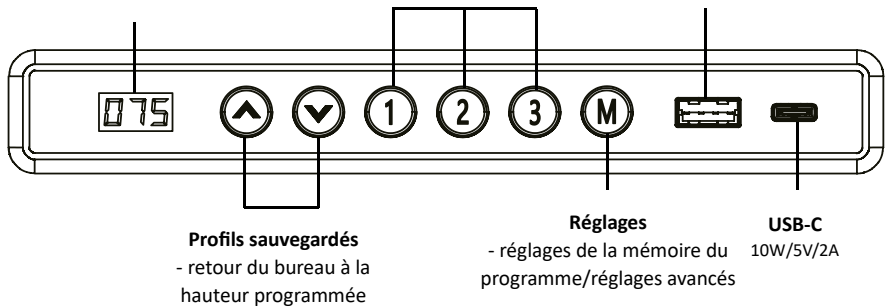 075
1
2
3
M
Profils sauvegardés
- retour du bureau à la
hauteur programmée
Réglages
- réglages de la mémoire du
programme/réglages avancés
USB-C
10W/5V/2A